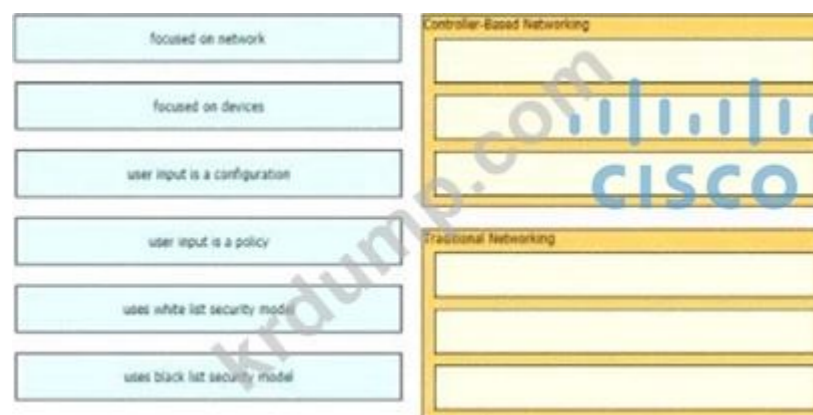 focused on network
focused on devices
user input is a configuration
user input is a policy
uses white list security model
uses black list security model
Controller-Based Networking
Traditional Networking
CISCO
krdump.com